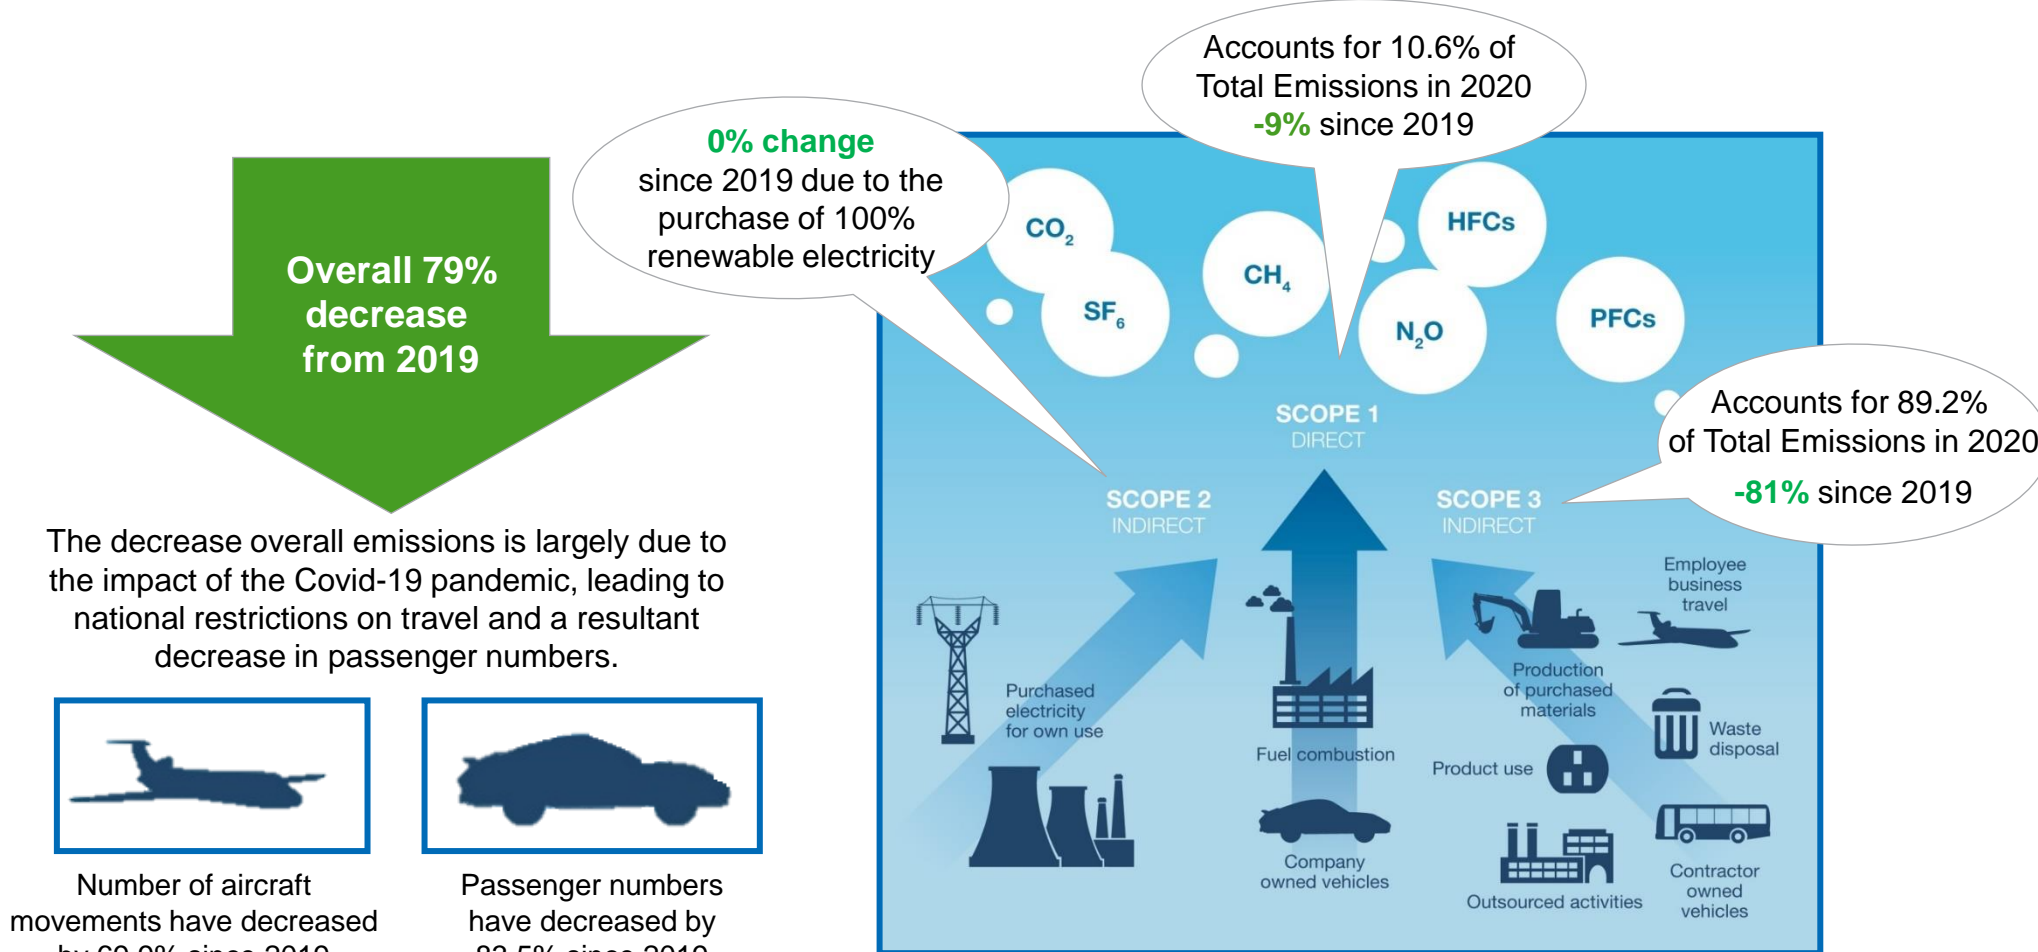 Accounts for 10.6% of
Total Emissions in 2020
-9% since 2019
0% change
since 2019 due to the
purchase of 100%
renewable electricity
Overall 79%
decrease
from 2019
CO2
SF6
CH4
N2O
HFCs
PFCs
Accounts for 89.2%
of Total Emissions in 2020
-81% since 2019
SCOPE 1
DIRECT
SCOPE 2
INDIRECT
SCOPE 3
INDIRECT
The decrease overall emissions is largely due to
the impact of the Covid-19 pandemic, leading to
national restrictions on travel and a resultant
decrease in passenger numbers.
Number of aircraft
movements have decreased
since 2019
Passenger numbers
have decreased by
83.5% since 2019
Purchased
electricity
for own use
Fuel combustion
Company
owned vehicles
Employee
business
travel
Production
of purchased
materials
Waste
disposal
Product use
Contractor
owned
vehicles
Outsourced activities